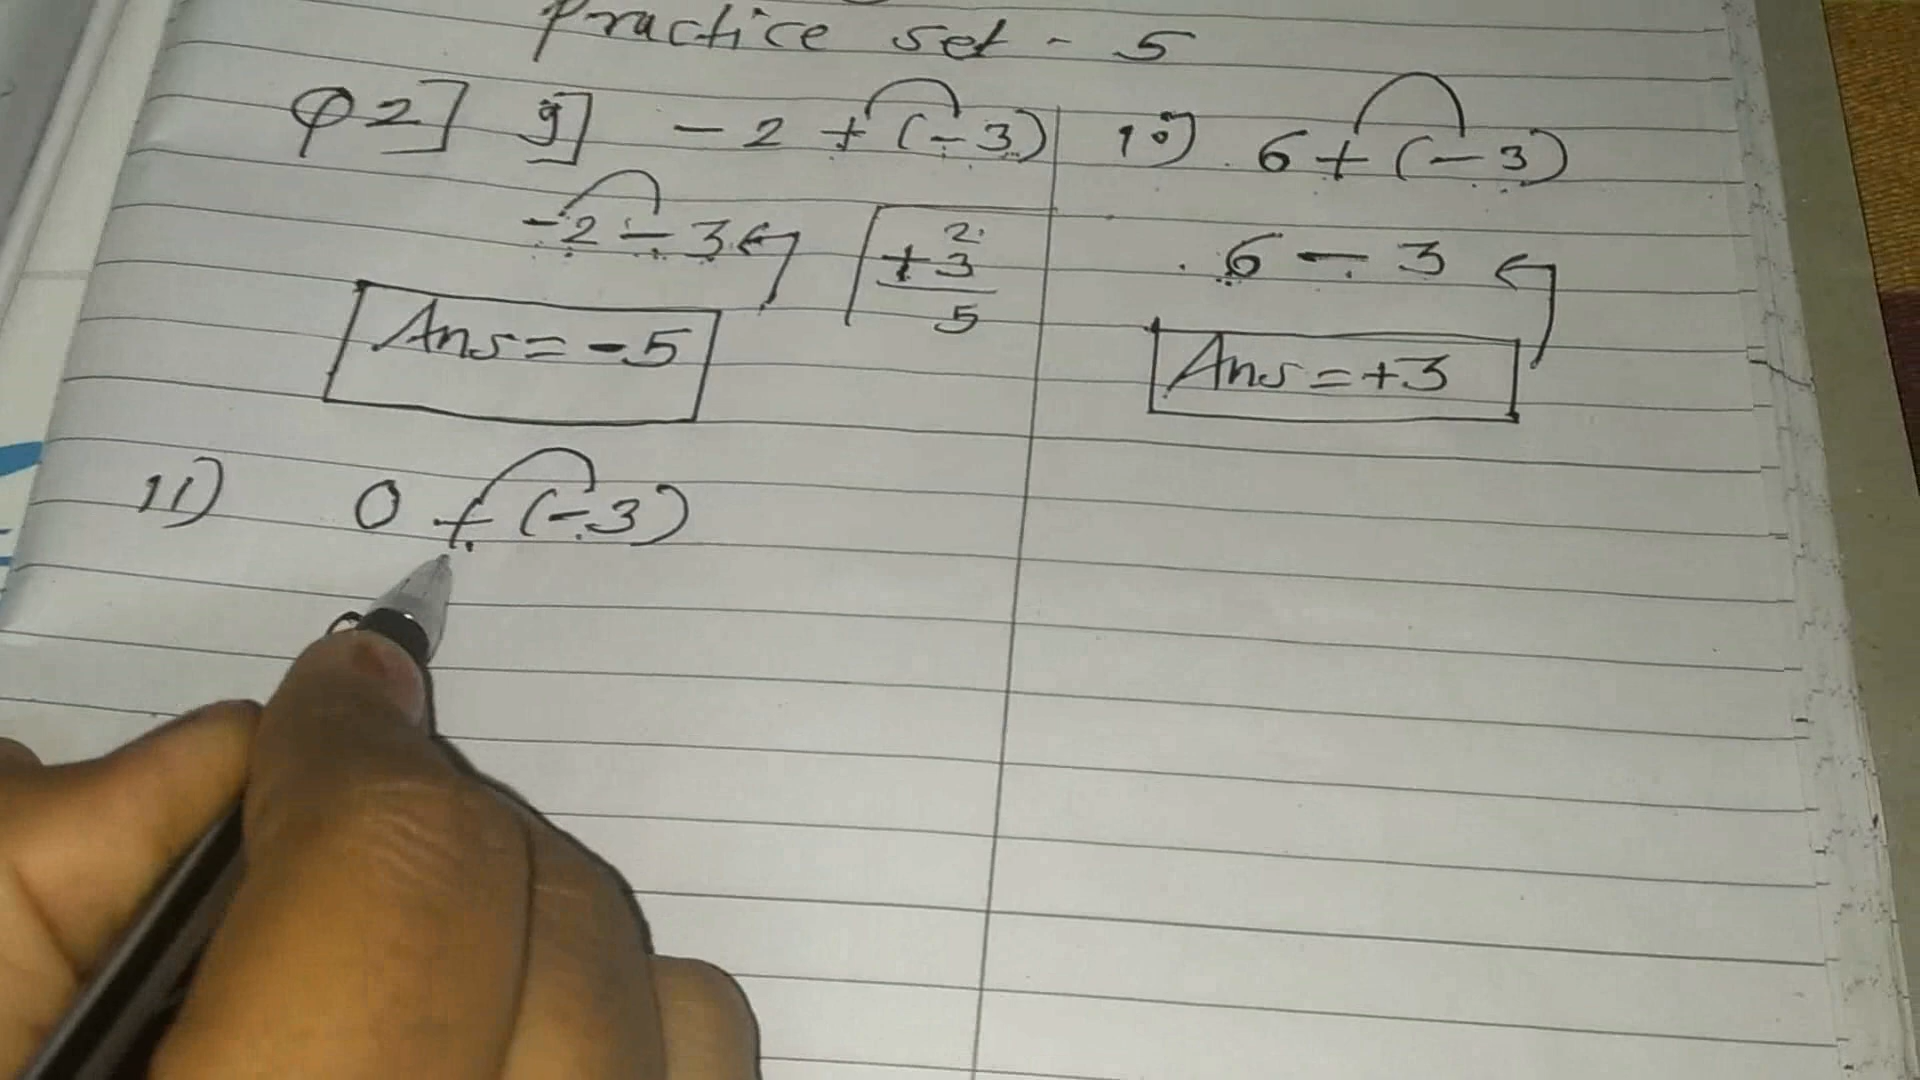 Practice set - 5
Q2] 9] -2 + (-3)
-2 - 3
2
+3
5
Ans = -5
10) 6 + (-3)
6 - 3
Ans = +3
11) 0 + (-3)